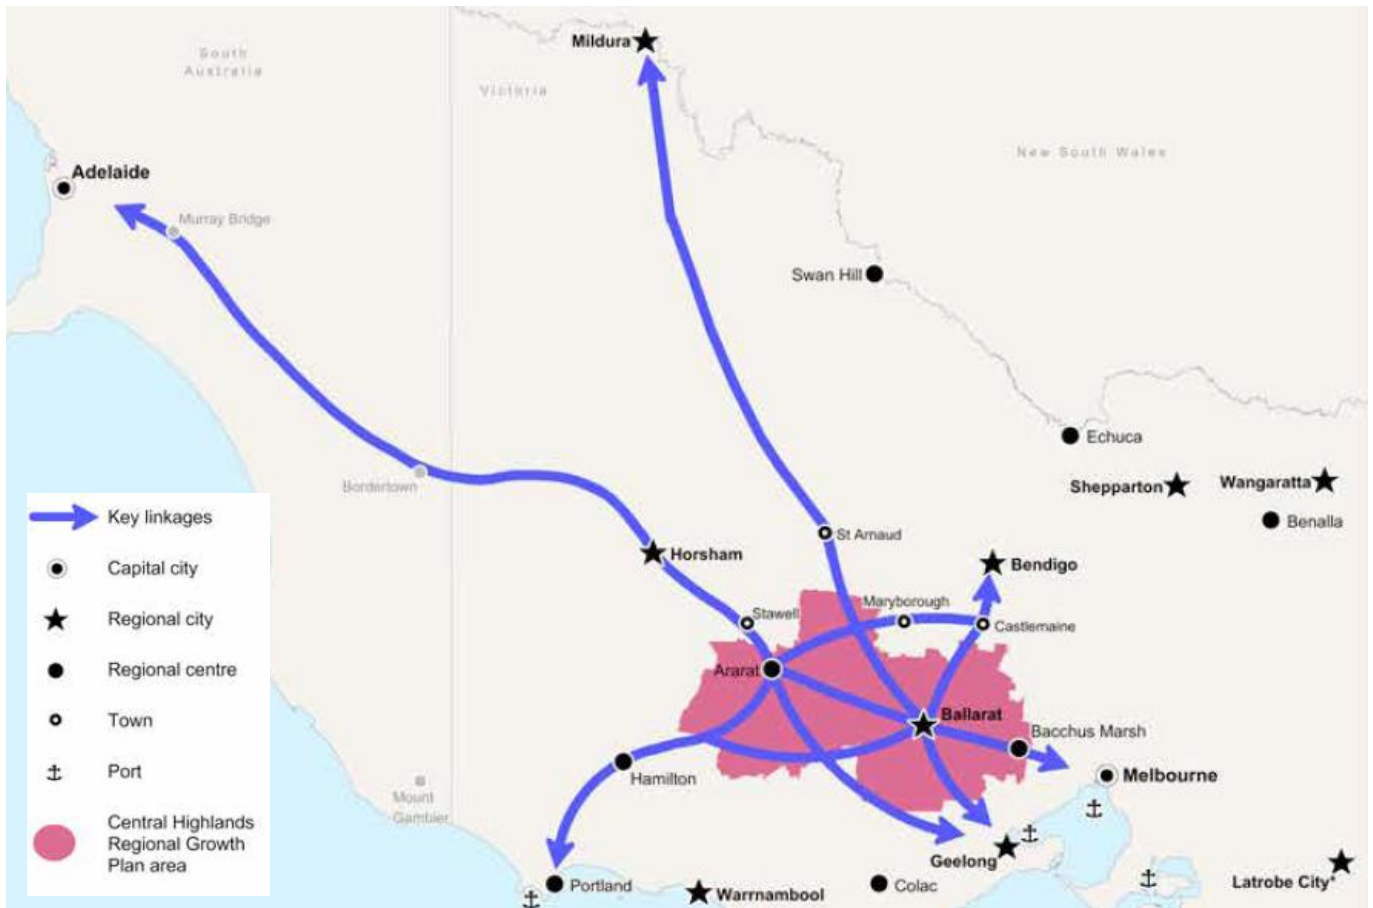 South
Australia
Mildura
Victoria
New South Wales
Adelaide
Murray Bridge
Swan Hill
Echuca
Shepparton
Wangaratta
Benalla
Bordertown
St Arnaud
Horsham
Bendigo
Stawell
Maryborough
Castlemaine
Ararat
Ballarat
Bacchus Marsh
Hamilton
Melbourne
Mount
Gambier
Geelong
Portland
Warrnambool
Colac
Latrobe City*
Key linkages
Capital city
Regional city
Regional centre
Town
Port
Central Highlands
Regional Growth
Plan area